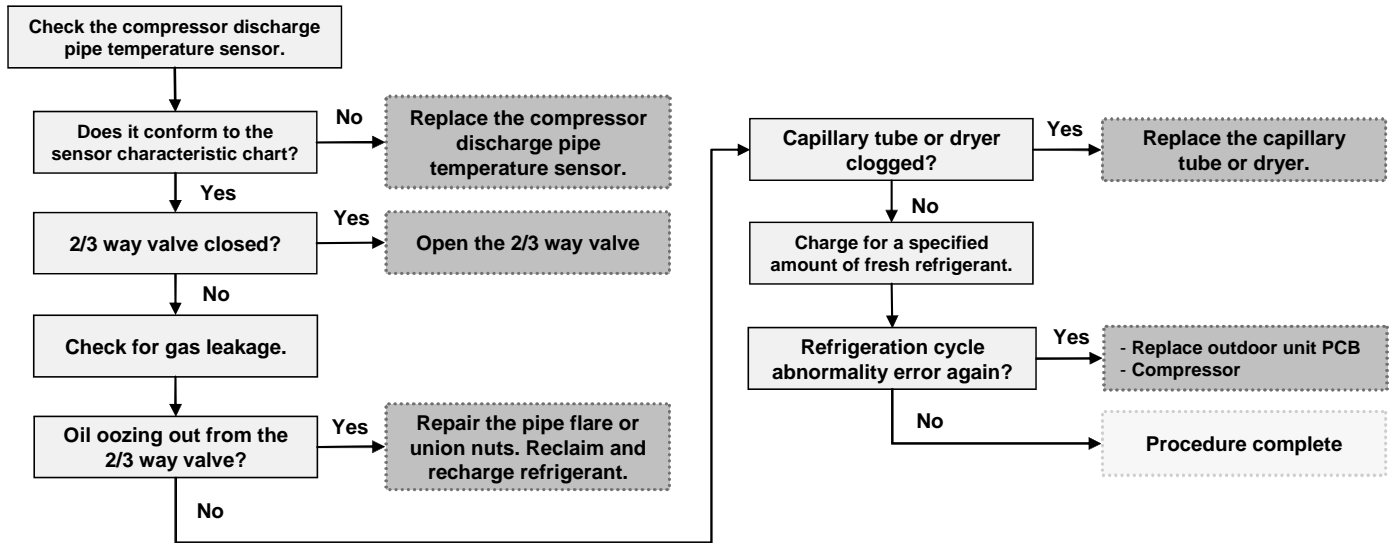 Check the compressor discharge
pipe temperature sensor.
Does it conform to the
sensor characteristic chart?
No
Replace the compressor
discharge pipe
temperature sensor.
Yes
2/3 way valve closed?
Yes
Open the 2/3 way valve
No
Check for gas leakage.
Oil oozing out from the
2/3 way valve?
Yes
Repair the pipe flare or
union nuts. Reclaim and
recharge refrigerant.
No
Capillary tube or dryer
clogged?
Yes
Replace the capillary
tube or dryer.
No
Charge for a specified
amount of fresh refrigerant.
Refrigeration cycle
abnormality error again?
Yes
- Replace outdoor unit PCB
- Compressor
No
Procedure complete